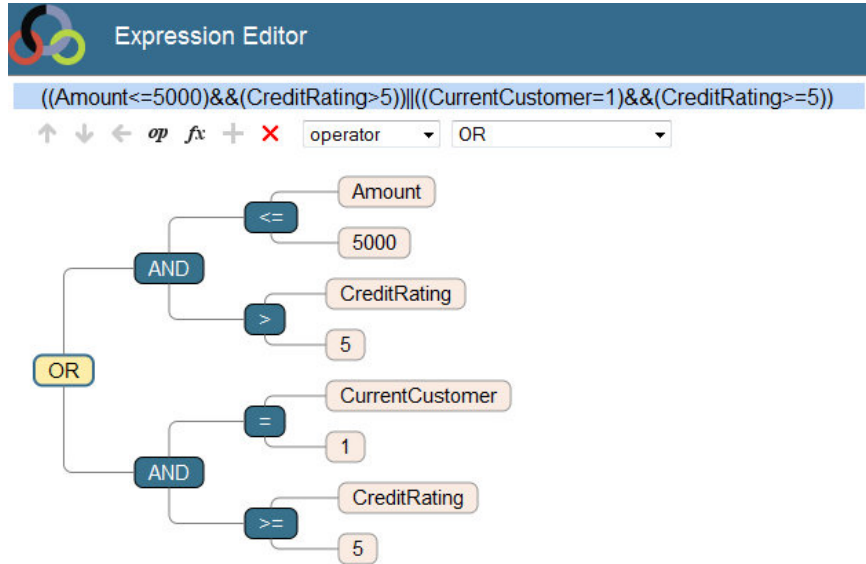 Expression Editor
((Amount<=5000)&&(CreditRating>5))||((CurrentCustomer=1)&&(CreditRating>=5))
op fx operator OR
Amount
<=
5000
AND
CreditRating
>
5
OR
CurrentCustomer
=
1
AND
CreditRating
>=
5